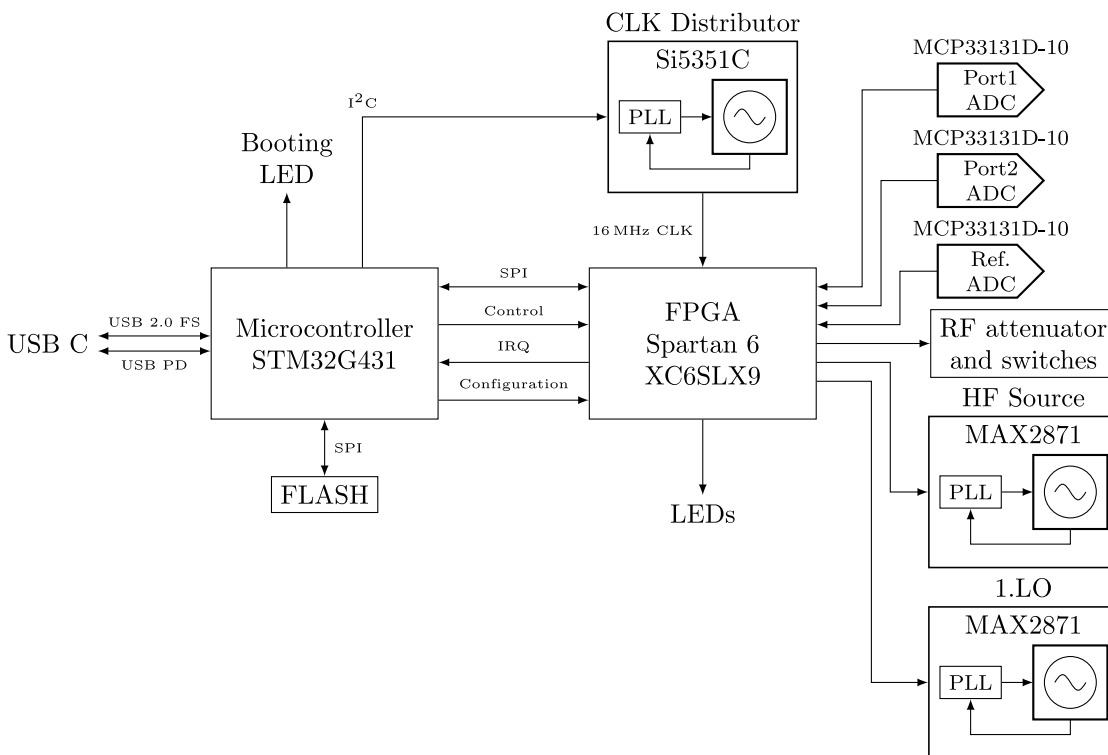 CLK Distributor
Si5351C
PLL
I²C
MCP33131D-10
Port1
ADC
MCP33131D-10
Port2
ADC
MCP33131D-10
Ref.
ADC
Booting
LED
16 MHz CLK
USB C
USB 2.0 FS
USB PD
Microcontroller
STM32G431
SPI
Control
IRQ
Configuration
FPGA
Spartan 6
XC6SLX9
RF attenuator
and switches
SPI
FLASH
LEDs
HF Source
MAX2871
PLL
1.LO
MAX2871
PLL